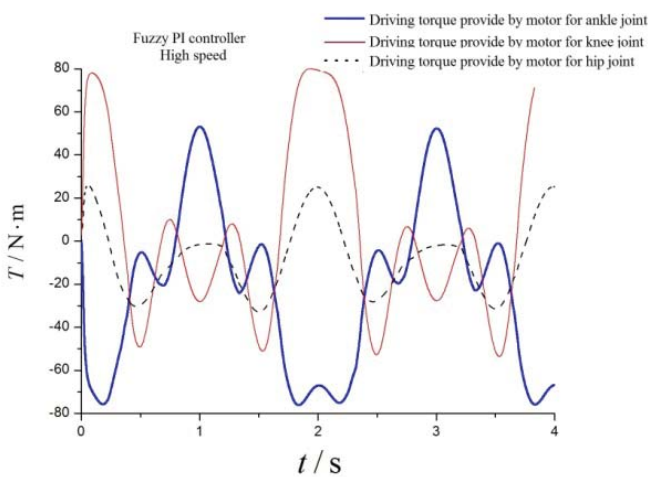 Fuzzy PI controller
High speed
Driving torque provide by motor for ankle joint
Driving torque provide by motor for knee joint
Driving torque provide by motor for hip joint
80
60
40
20
0
-20
-40
-60
-80
T / N·m
0
1
2
3
4
t / s